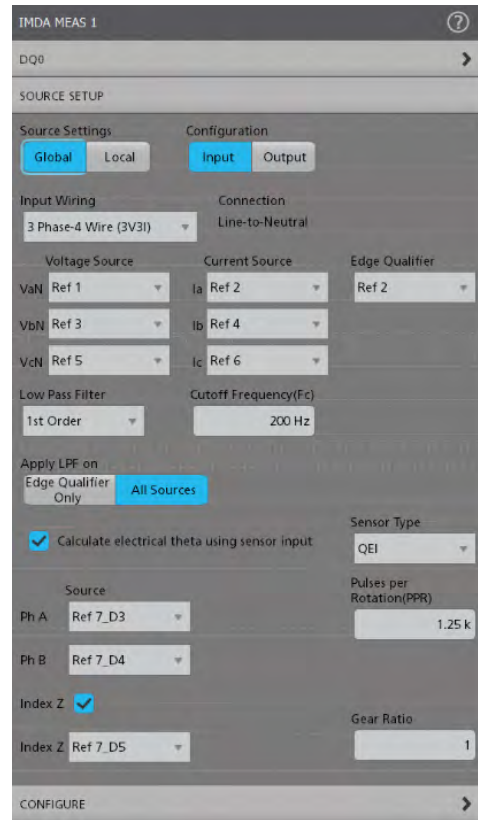 IMDA MEAS 1 ?
DQ0
SOURCE SETUP
Source Settings Configuration
Global Local Input Output
Input Wiring Connection
3 Phase-4 Wire (3V3I) Line-to-Neutral
Voltage Source Current Source Edge Qualifier
VaN Ref 1 Ia Ref 2 Ref 2
VbN Ref 3 Ib Ref 4
VcN Ref 5 Ic Ref 6
Low Pass Filter Cutoff Frequency(Fc)
1st Order 200 Hz
Apply LPF on
Edge Qualifier
Only All Sources
Sensor Type
Calculate electrical theta using sensor input QEI
Source Pulses per
Rotation(PPR)
Ph A Ref 7_D3 1.25 k
Ph B Ref 7_D4
Index Z
Gear Ratio
Index Z Ref 7_D5 1
CONFIGURE